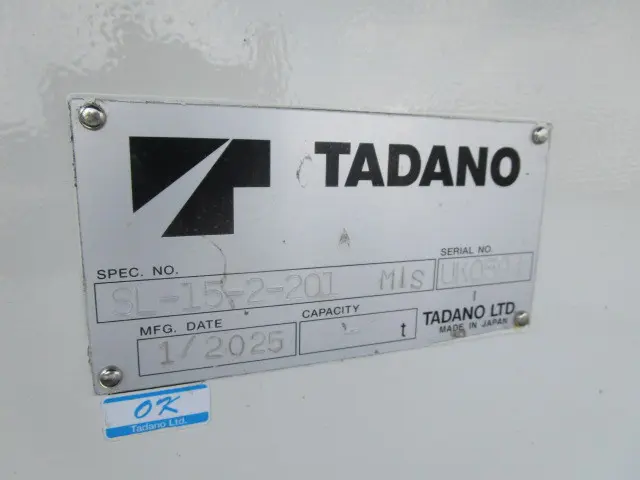 TADANO
SPEC. NO.
SL-15-2-201 MIS
SERIAL NO.
MFG. DATE
1/2025
CAPACITY
- t
TADANO LTD.
MADE IN JAPAN
OK
Tadano Ltd.